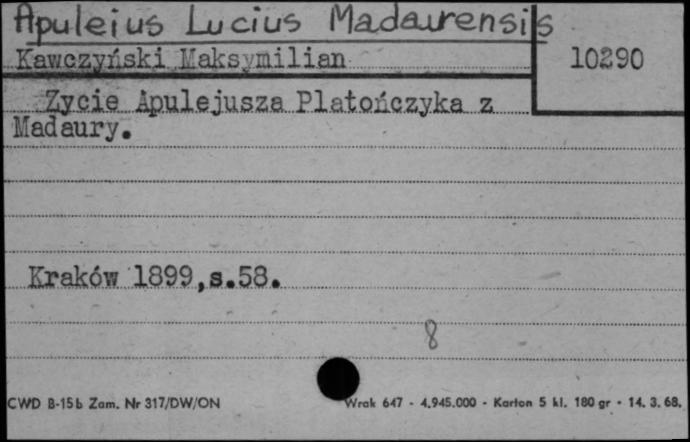 Apuleius Lucius Madaurensis
Kawczyński Maksymilian
10290
Zycie Apulejusza Platończyka z
Madaury.
Kraków 1899,s.58.
8
CWD B-15b Zam. Nr 317/DW/ON
Wrak 647 - 4.945.000 - Karton 5 kl. 180 gr - 14. 3. 68.